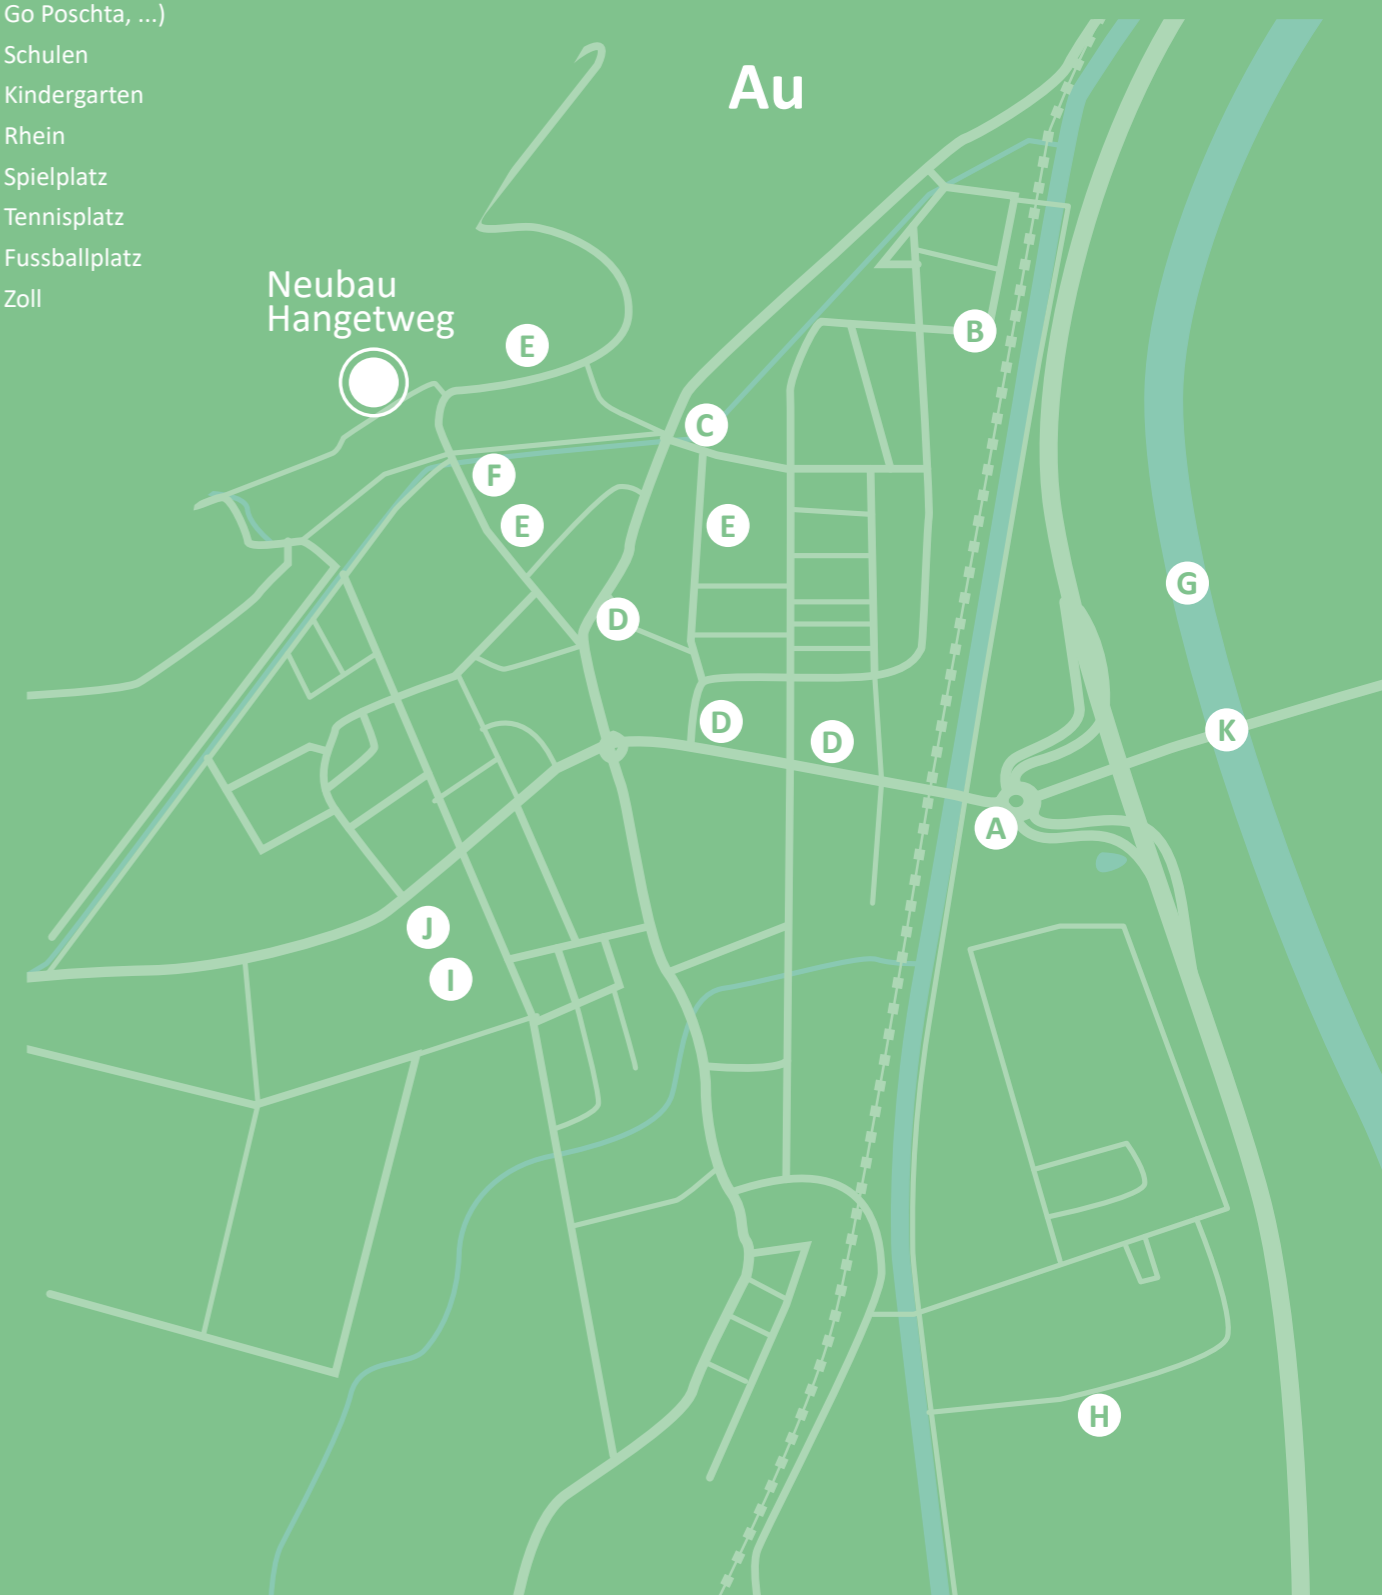 Go Poschta, ...)
Schulen
Kindergarten
Rhein
Spielplatz
Tennisplatz
Fussballplatz
Zoll
Au
Neubau
Hangetweg
E
B
C
F
E
E
G
D
D
D
K
A
J
I
H